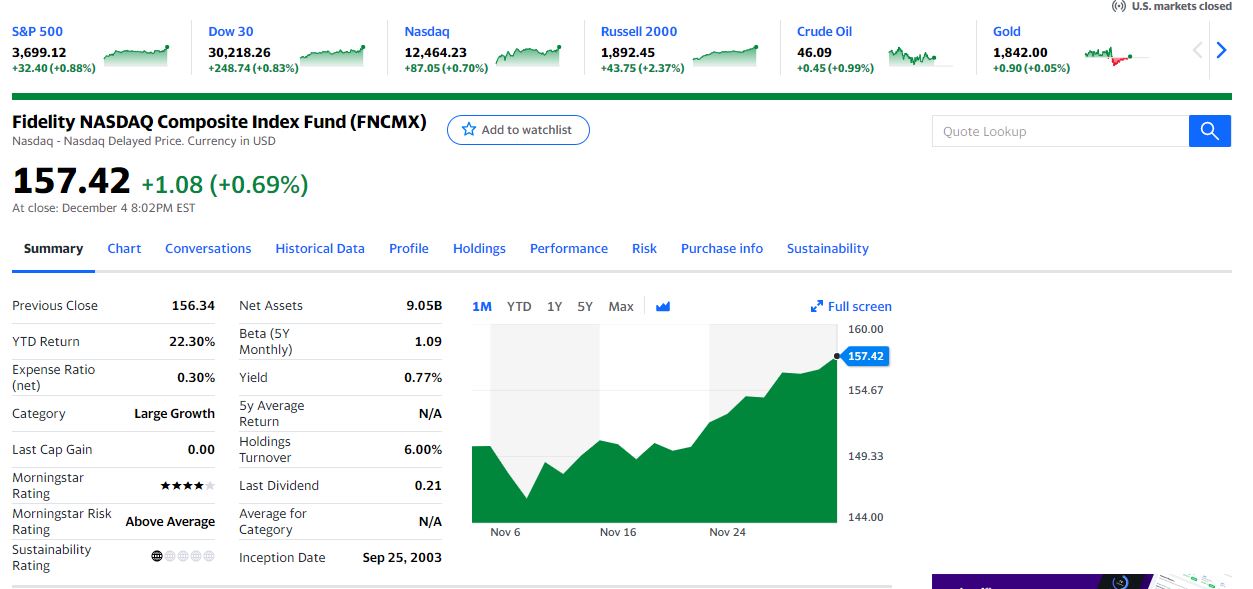 U.S. markets closed
S&P 500
3,699.12
+32.40 (+0.88%)
Dow 30
30,218.26
+248.74 (+0.83%)
Nasdaq
12,464.23
+87.05 (+0.70%)
Russell 2000
1,892.45
+43.75 (+2.37%)
Crude Oil
46.09
+0.45 (+0.99%)
Gold
1,842.00
+0.90 (+0.05%)
Fidelity NASDAQ Composite Index Fund (FNCMX)
Nasdaq - Nasdaq Delayed Price. Currency in USD
Add to watchlist
Quote Lookup
157.42 +1.08 (+0.69%)
At close: December 4 8:02PM EST
Summary Chart Conversations Historical Data Profile Holdings Performance Risk Purchase info Sustainability
Previous Close 156.34
YTD Return 22.30%
Expense Ratio
(net) 0.30%
Category Large Growth
Last Cap Gain 0.00
Morningstar
Rating ★★★★★
Morningstar Risk
Rating Above Average
Sustainability
Rating
Net Assets 9.05B
Beta (5Y
Monthly) 1.09
Yield 0.77%
5y Average
Return N/A
Holdings
Turnover 6.00%
Last Dividend 0.21
Average for
Category N/A
Inception Date Sep 25, 2003
1M YTD 1Y 5Y Max
Full screen
160.00
157.42
154.67
149.33
144.00
Nov 6 Nov 16 Nov 24